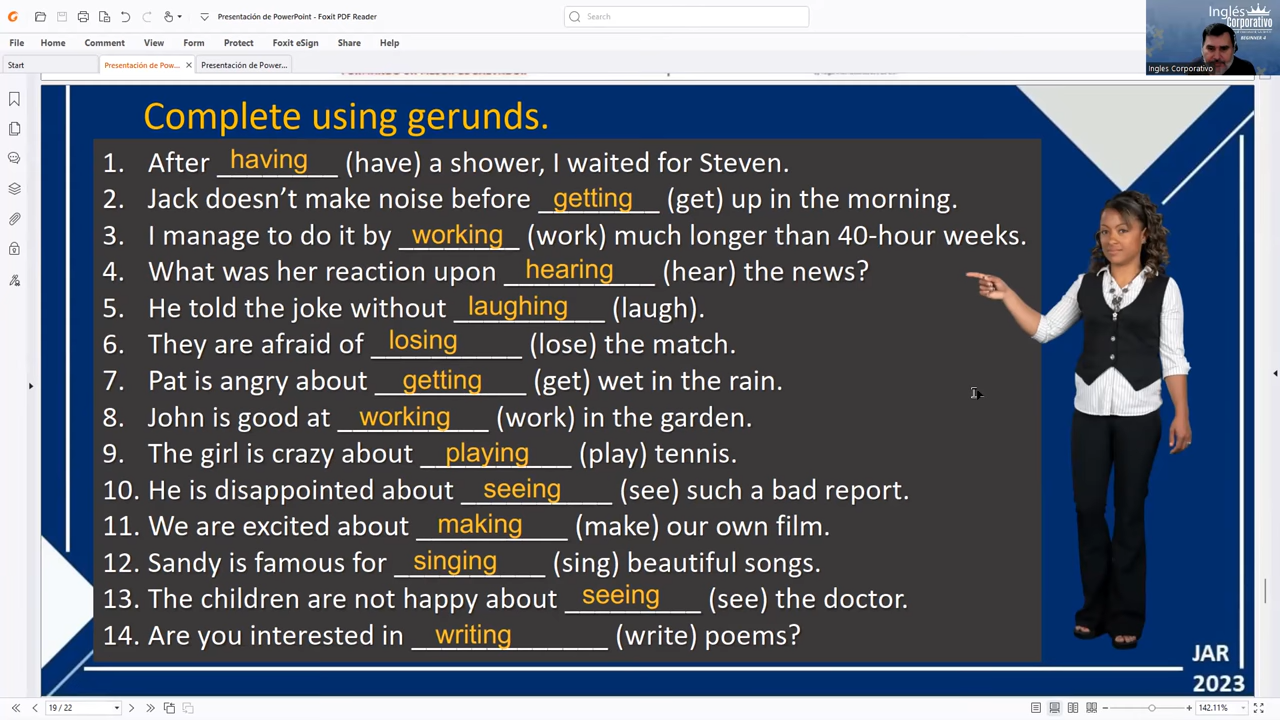 Presentación de PowerPoint - Foxit PDF Reader
Search
File Home Comment View Form Protect Foxit eSign Share Help
Start
Presentación de Pow...
Presentación de Power...
Inglés
Corporativo
BEGINNER 4
Ingles Corporativo
Complete using gerunds.
1. After having (have) a shower, I waited for Steven.
2. Jack doesn’t make noise before getting (get) up in the morning.
3. I manage to do it by working (work) much longer than 40-hour weeks.
4. What was her reaction upon hearing (hear) the news?
5. He told the joke without laughing (laugh).
6. They are afraid of losing (lose) the match.
7. Pat is angry about getting (get) wet in the rain.
8. John is good at working (work) in the garden.
9. The girl is crazy about playing (play) tennis.
10. He is disappointed about seeing (see) such a bad report.
11. We are excited about making (make) our own film.
12. Sandy is famous for singing (sing) beautiful songs.
13. The children are not happy about seeing (see) the doctor.
14. Are you interested in writing (write) poems?
JAR
2023
19 / 22
142.11%